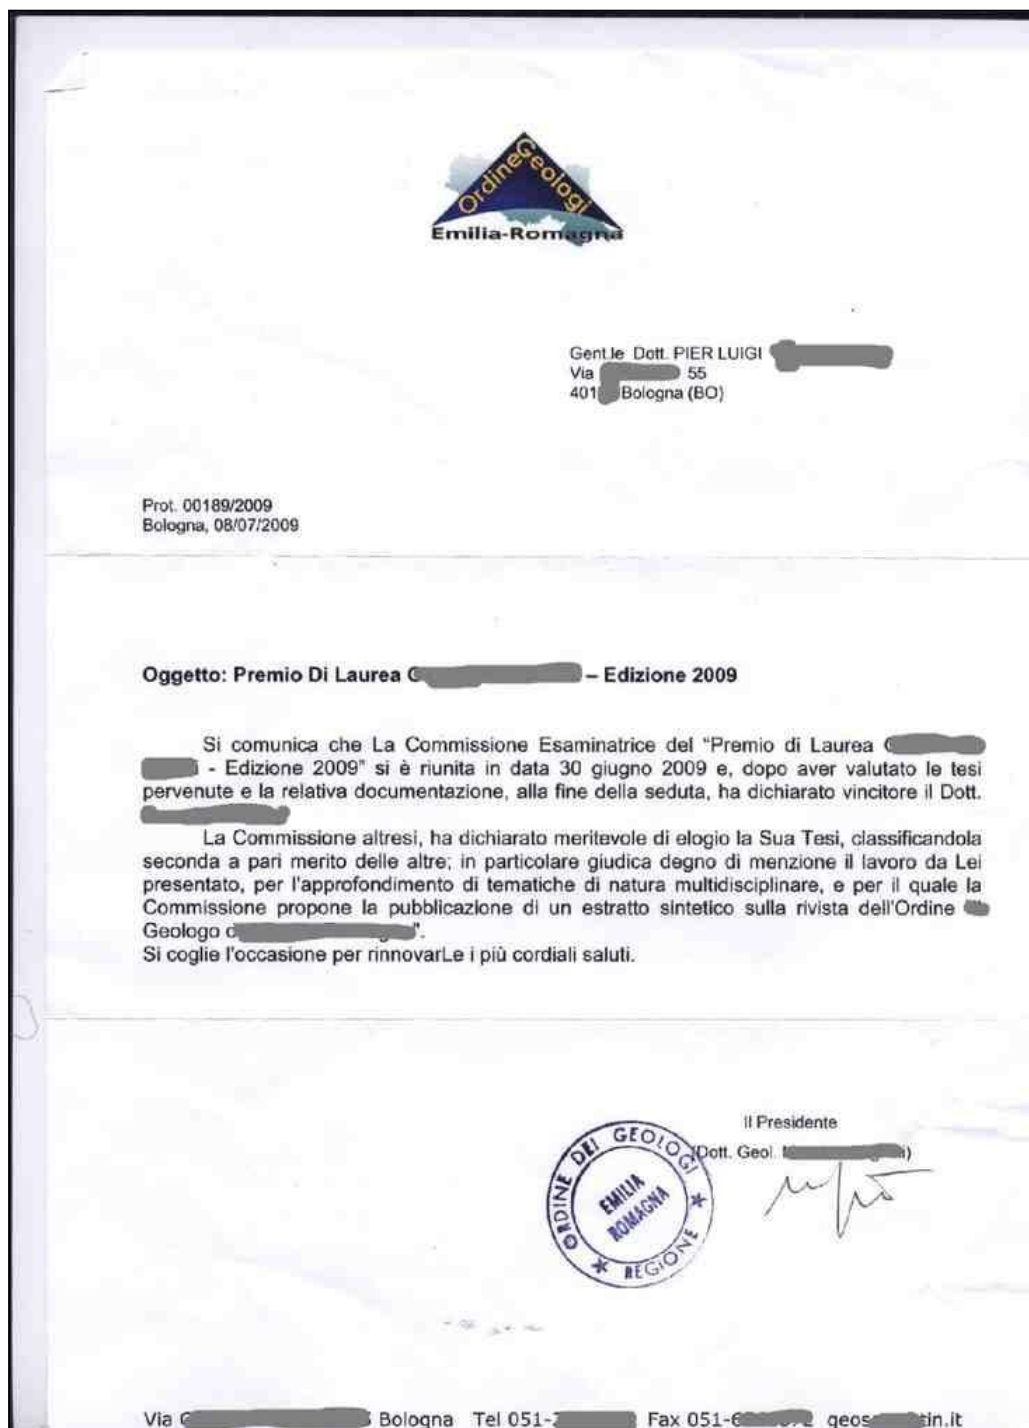 Ordine Geologi
Emilia-Romagna
Gent.le Dott. PIER LUIGI
Via 55
401 Bologna (BO)
Prot. 00189/2009
Bologna, 08/07/2009
Oggetto: Premio Di Laurea – Edizione 2009
Si comunica che La Commissione Esaminatrice del “Premio di Laurea
- Edizione 2009” si è riunita in data 30 giugno 2009 e, dopo aver valutato le tesi
pervenute e la relativa documentazione, alla fine della seduta, ha dichiarato vincitore il Dott.
La Commissione altresi, ha dichiarato meritevole di elogio la Sua Tesi, classificandola
seconda a pari merito delle altre; in particolare giudica degno di menzione il lavoro da Lei
presentato, per l'approfondimento di tematiche di natura multidisciplinare, e per il quale la
Commissione propone la pubblicazione di un estratto sintetico sulla rivista dell'Ordine
Geologo ”.
Si coglie l'occasione per rinnovarLe i più cordiali saluti.
Il Presidente
(Dott. Geol. )
ORDINE DEI GEOLOGI
EMILIA
ROMAGNA
REGIONE
Via Bologna Tel 051- Fax 051-